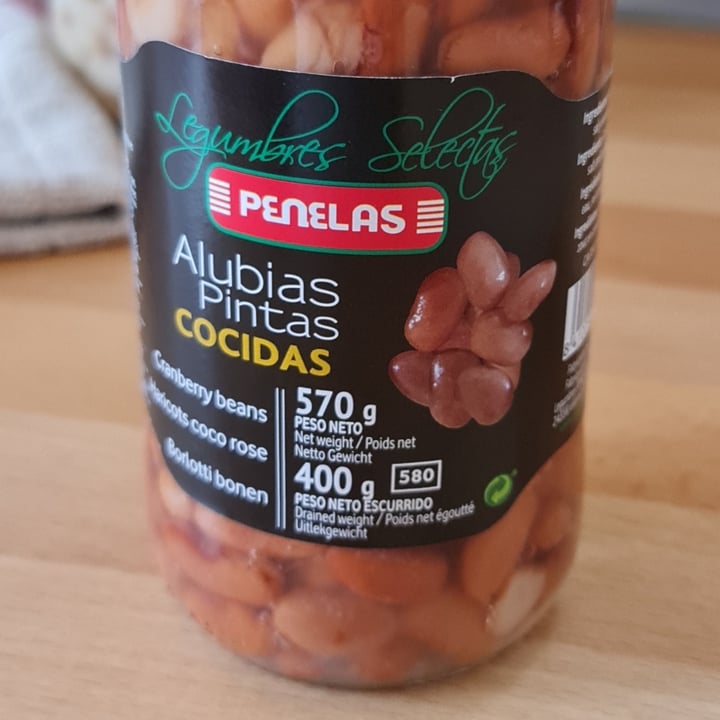 Legumbres Selectas
PENELAS
Alubias
Pintas
COCIDAS
Cranberry beans
Haricots coco rose
Borlotti bonen
570 g
PESO NETO
Net weight / Poids net
Netto Gewicht
400 g 580
PESO NETO ESCURRIDO
Drained weight / Poids net égoutté
Uitlekgewicht